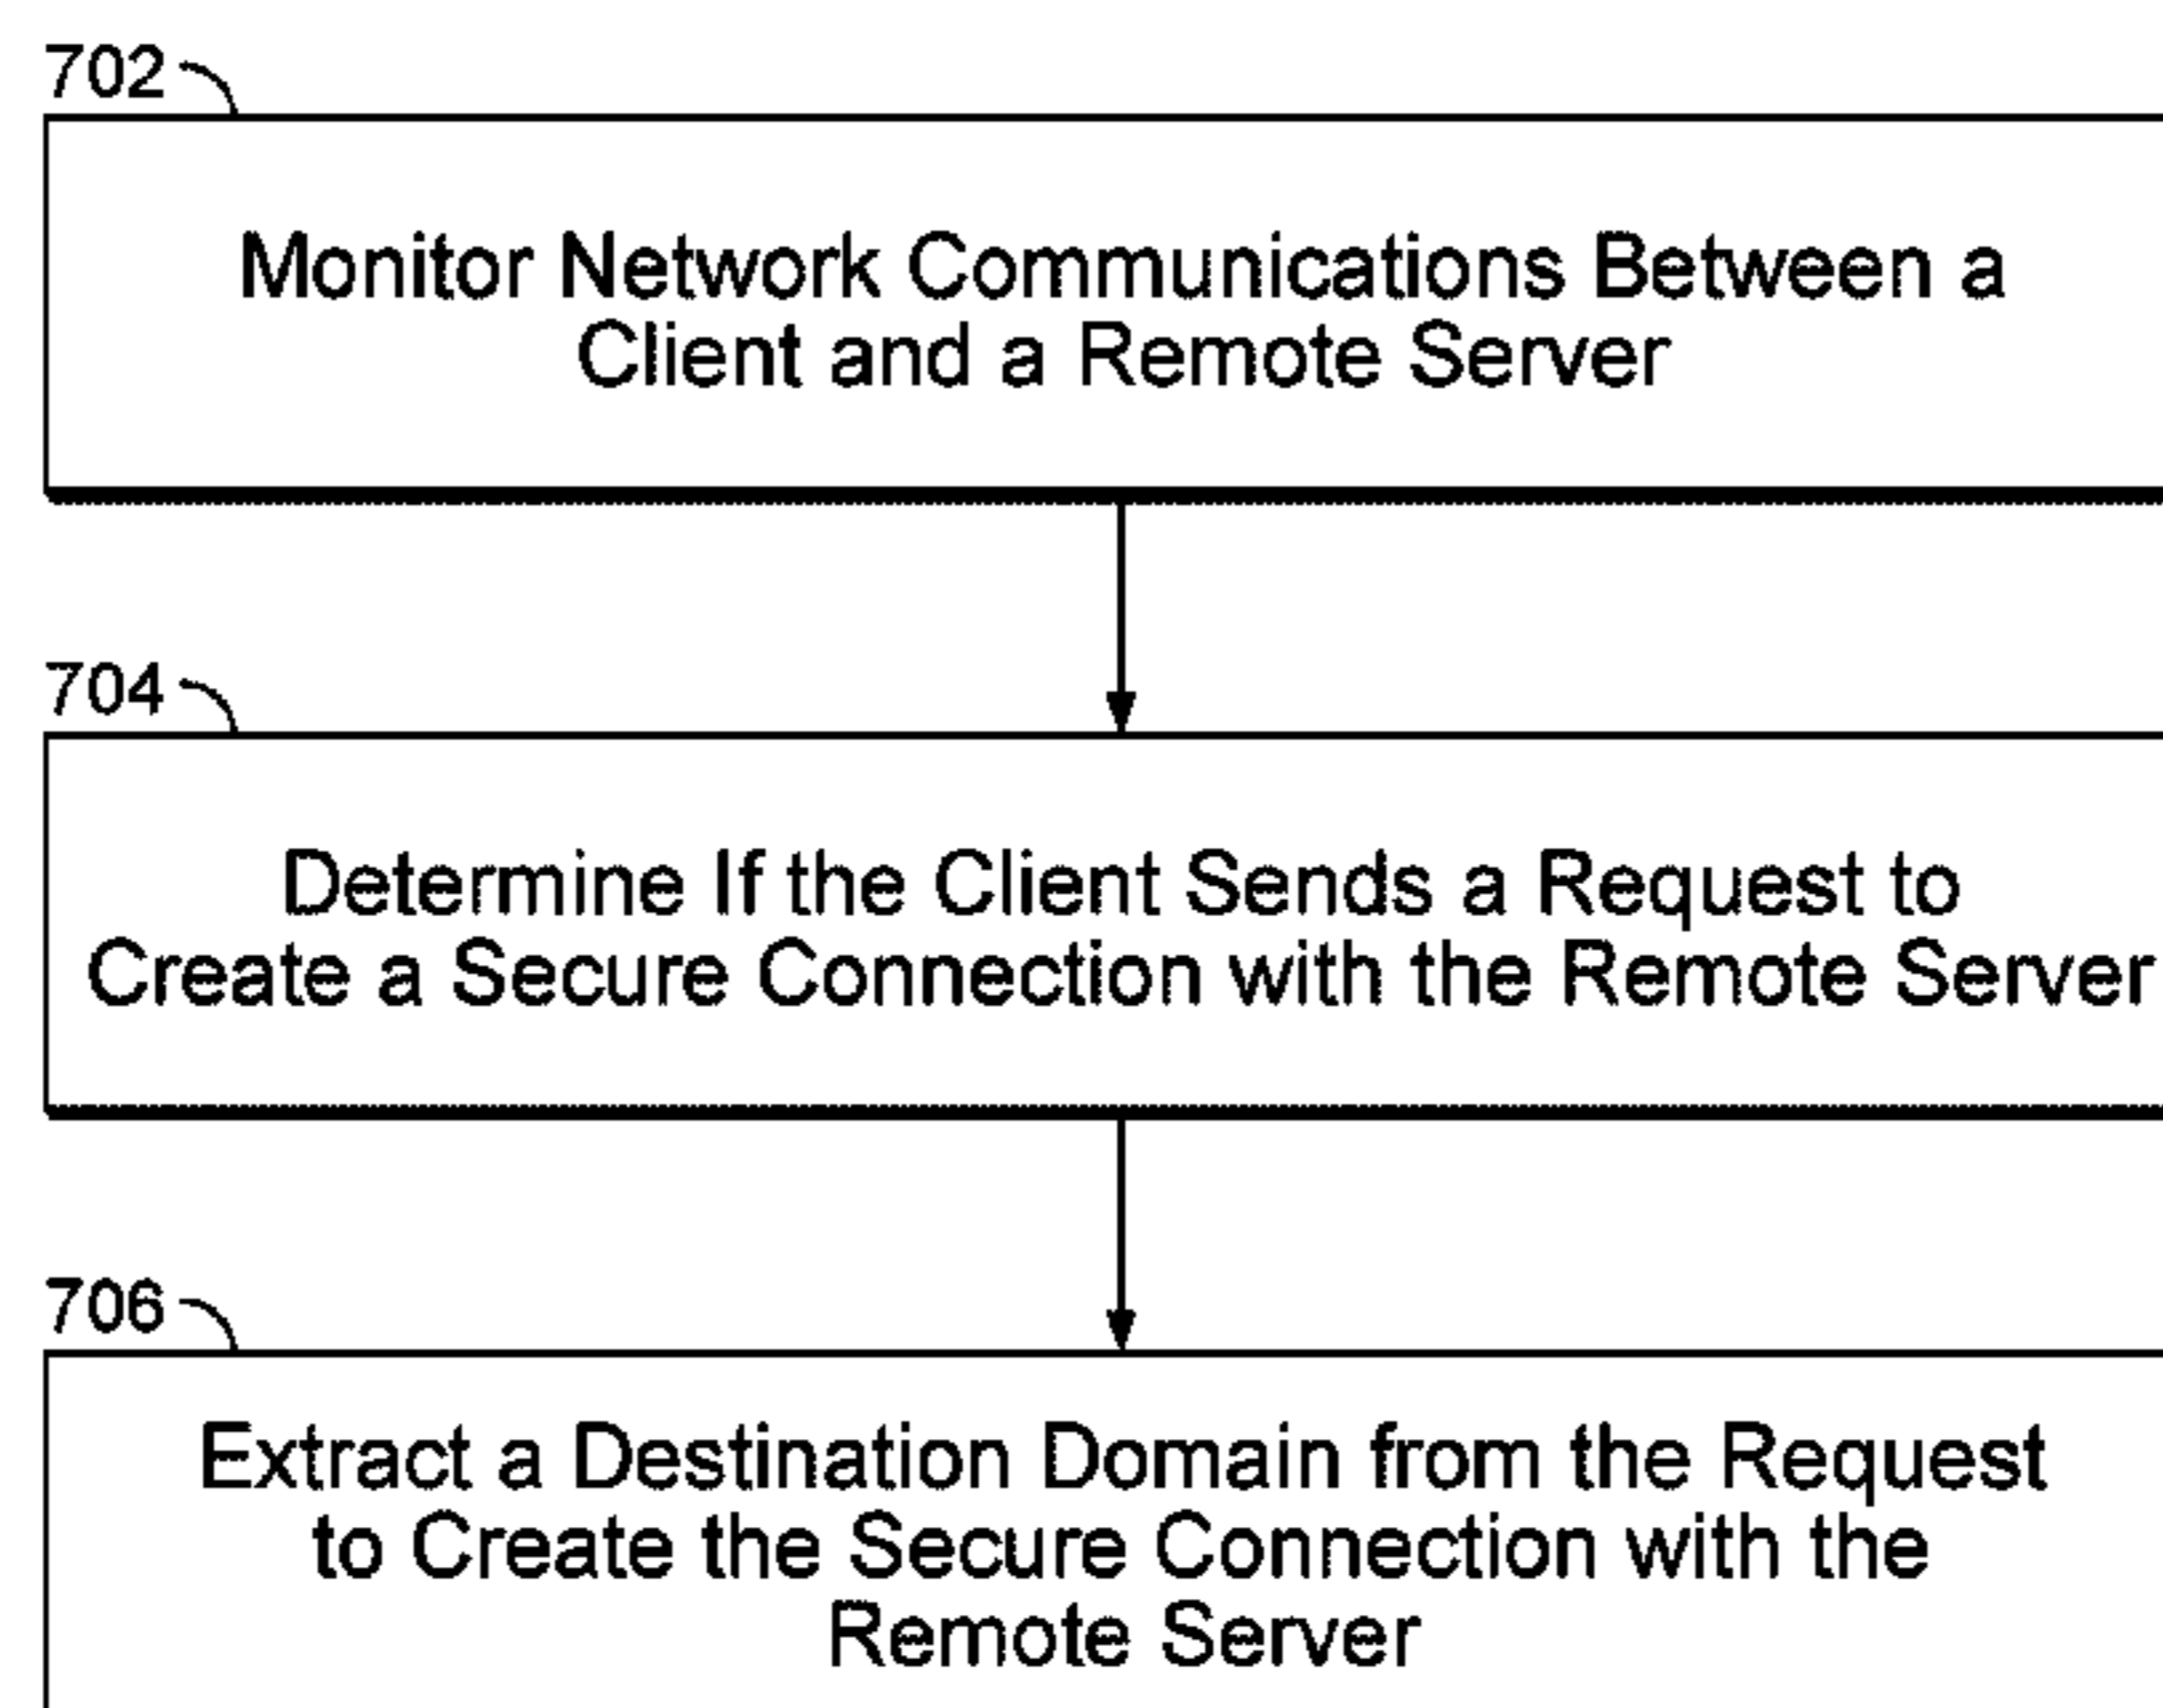 702
Monitor Network Communications Between a
Client and a Remote Server
704
Determine If the Client Sends a Request to
Create a Secure Connection with the Remote Server
706
Extract a Destination Domain from the Request
to Create the Secure Connection with the
Remote Server